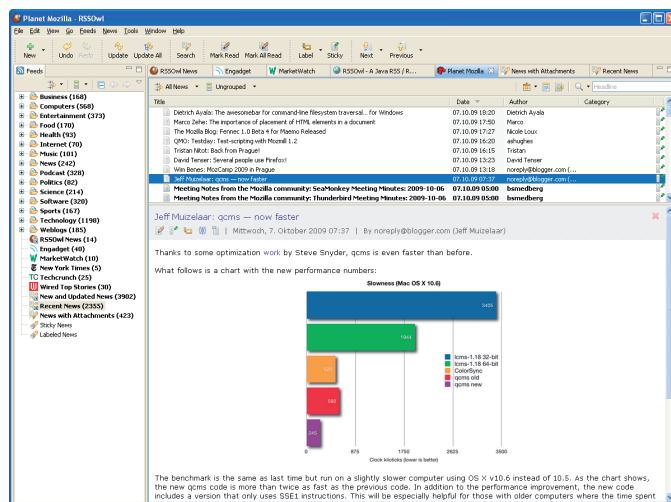 Planet Mozilla - RSSOwl
File Edit View Go Feeds News Tools Window Help
New Undo Redo Update Update All Search Mark Read Mark All Read Label Sticky Next Previous
Feeds
RSSOwl News Engadget MarketWatch RSSOwl - A Java RSS / R... Planet Mozilla News with Attachments Recent News
All News Ungrouped Headline
Title Date Author Category
Business (168)
Computers (568)
Entertainment (373)
Food (170)
Health (93)
Internet (70)
Music (101)
News (242)
Podcast (328)
Politics (82)
Science (214)
Software (320)
Sports (167)
Technology (1198)
Weblogs (185)
RSSOwl News (14)
Engadget (40)
MarketWatch (10)
New York Times (5)
Techcrunch (25)
Wired Top Stories (30)
New and Updated News (3902)
Recent News (2355)
News with Attachments (423)
Sticky News
Labeled News
Dietrich Ayala: The awesomebar for command-line filesystem traversal... for Windows 07.10.09 18:20 Dietrich Ayala
Marco Zehe: The importance of placement of HTML elements in a document 07.10.09 17:50 Marco
The Mozilla Blog: Fennec 1.0 Beta 4 for Maemo Released 07.10.09 17:27 Nicole Loux
QMO: Testday: Test-scripting with Mozmill 1.2 07.10.09 16:20 ashughes
Tristan Nitot: Back from Prague! 07.10.09 16:15 Tristan
David Tenser: Several people use Firefox! 07.10.09 13:23 David Tenser
Wim Benes: MozCamp 2009 in Prague 07.10.09 13:18 noreply@blogger.com (...
Jeff Muizelaar: qcms — now faster 07.10.09 07:37 noreply@blogger.com (...
Meeting Notes from the Mozilla community: SeaMonkey Meeting Minutes: 2009-10-06 07.10.09 05:00 bsmedberg
Meeting Notes from the Mozilla community: Thunderbird Meeting Minutes: 2009-10-06 07.10.09 05:00 bsmedberg
Jeff Muizelaar: qcms — now faster
| Mittwoch, 7. Oktober 2009 07:37 | By noreply@blogger.com (Jeff Muizelaar)
Thanks to some optimization work by Steve Snyder, qcms is even faster than before.
What follows is a chart with the new performance numbers:
Slowness (Mac OS X 10.6)
3405
1944
592
245
lcms-1.18 32-bit
lcms-1.18 64-bit
ColorSync
qcms old
qcms new
0 875 1750 2625 3500
Clock kiloticks (lower is better)
The benchmark is the same as last time but run on a slightly slower computer using OS X v10.6 instead of 10.5. As the chart shows,
the new qcms code is more than twice as fast as the previous code. In addition to the performance improvement, the new code
includes a version that only uses SSE1 instructions. This will be especially helpful for those with older computers where the time spent